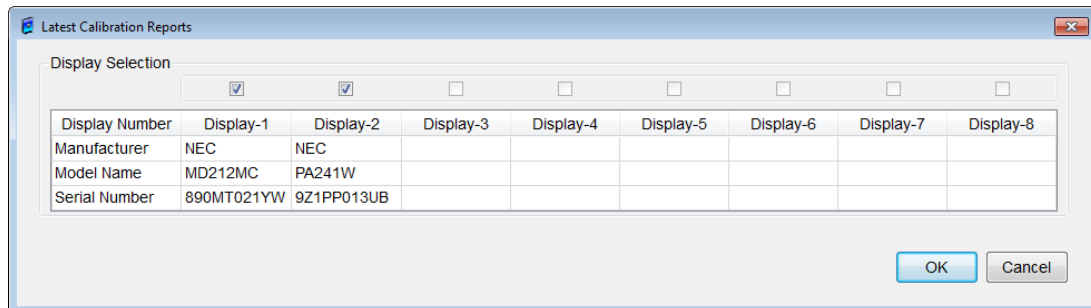 Latest Calibration Reports
Display Selection
Display Number Display-1 Display-2 Display-3 Display-4 Display-5 Display-6 Display-7 Display-8
Manufacturer NEC NEC
Model Name MD212MC PA241W
Serial Number 890MT021YW 9Z1PP013UB
OK Cancel